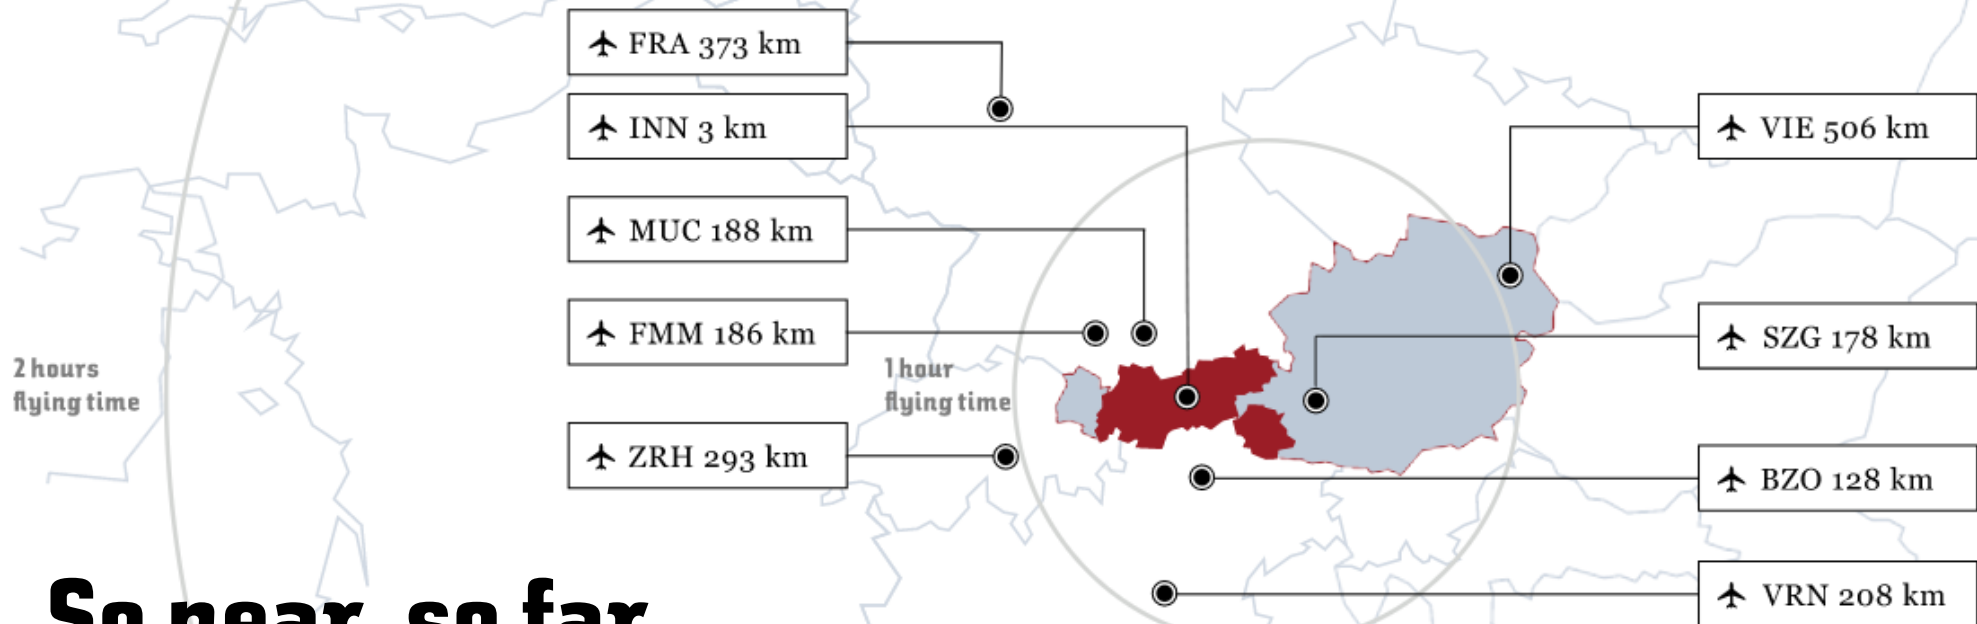 FRA 373 km
INN 3 km
MUC 188 km
FMM 186 km
ZRH 293 km
VIE 506 km
SZG 178 km
BZO 128 km
VRN 208 km
2 hours
flying time
1 hour
flying time
So near, so far